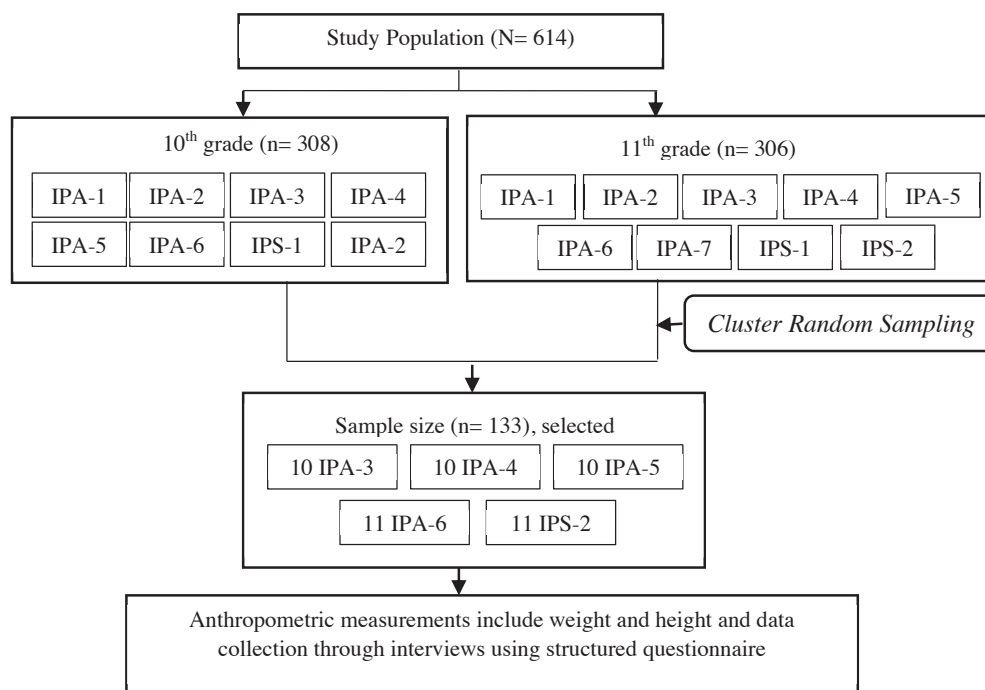 Study Population (N= 614)
10th grade (n= 308)
IPA-1 IPA-2 IPA-3 IPA-4
IPA-5 IPA-6 IPS-1 IPA-2
11th grade (n= 306)
IPA-1 IPA-2 IPA-3 IPA-4 IPA-5
IPA-6 IPA-7 IPS-1 IPS-2
Cluster Random Sampling
Sample size (n= 133), selected
10 IPA-3 10 IPA-4 10 IPA-5
11 IPA-6 11 IPS-2
Anthropometric measurements include weight and height and data
collection through interviews using structured questionnaire